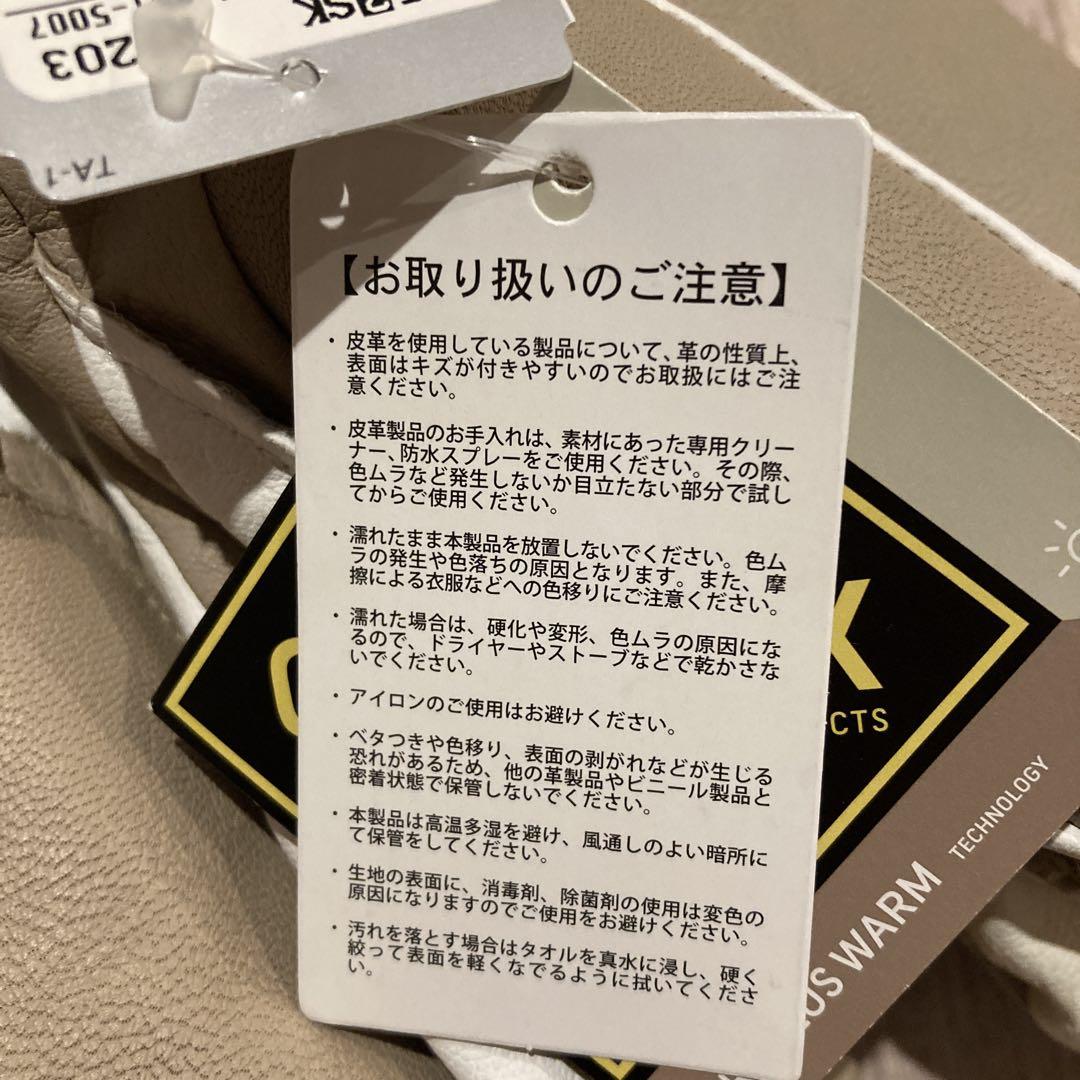 203
-5007
TA-1
【お取り扱いのご注意】
・皮革を使用している製品について、革の性質上、
表面はキズが付きやすいのでお取扱にはご注
意ください。
・皮革製品のお手入れは、素材にあった専用クリー
ナー、防水スプレーをご使用ください。その際、
色ムラなど発生しないか目立たない部分で試し
てからご使用ください。
・濡れたまま本製品を放置しないでください。色ム
ラの発生や色落ちの原因となります。また、摩
擦による衣服などへの色移りにご注意ください。
・濡れた場合は、硬化や変形、色ムラの原因にな
るので、ドライヤーやストーブなどで乾かさな
いでください。
・アイロンのご使用はお避けください。
・ベタつきや色移り、表面の剥がれなどが生じる
恐れがあるため、他の革製品やビニール製品と
密着状態で保管しないでください。
・本製品は高温多湿を避け、風通しのよい暗所に
て保管をしてください。
・生地の表面に、消毒剤、除菌剤の使用は変色の
原因になりますのでご使用をお避けください。
・汚れを落とす場合はタオルを真水に浸し、硬く
絞って表面を軽くなでるように拭いてくださ
い。
X
CTS
WARM
TECHNOLOGY